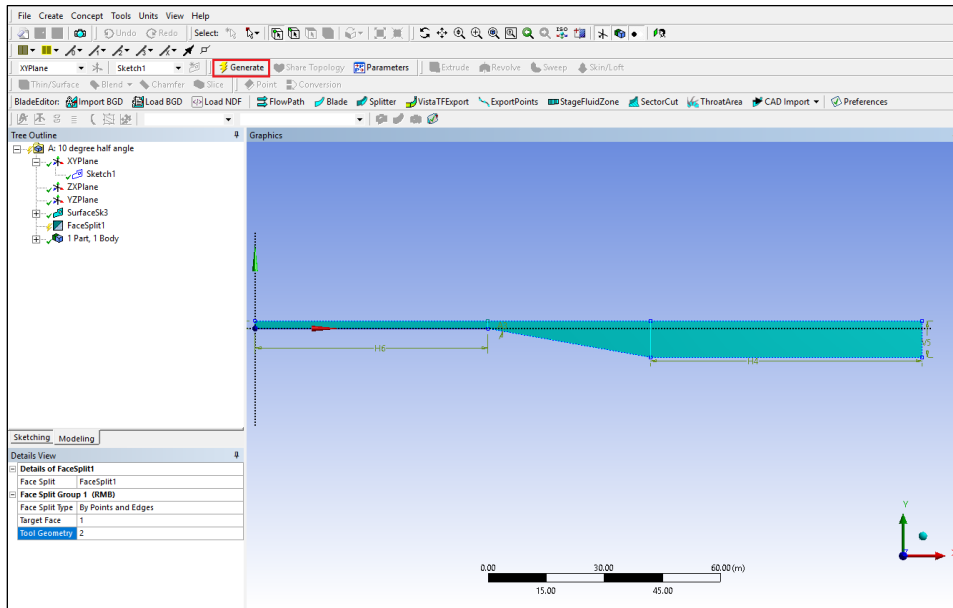 File Create Concept Tools Units View Help
Undo Redo Select:
XYPlane Sketch1 Generate Share Topology Parameters Extrude Revolve Sweep Skin/Loft
Thin/Surface Blend Chamfer Slice Point Conversion
BladeEditor: Import BGD Load BGD Load NDF FlowPath Blade Splitter VistaTFExport ExportPoints StageFluidZone SectorCut ThroatArea CAD Import Preferences
Tree Outline
Graphics
A: 10 degree half angle
XYPlane
Sketch1
ZXPlane
YZPlane
SurfaceSk3
FaceSplit1
1 Part, 1 Body
V5
H6
H4
Sketching Modeling
Details View
Details of FaceSplit1
Face Split FaceSplit1
Face Split Group 1 (RMB)
Face Split Type By Points and Edges
Target Face 1
Tool Geometry 2
Y
X
0.00 30.00 60.00 (m)
15.00 45.00